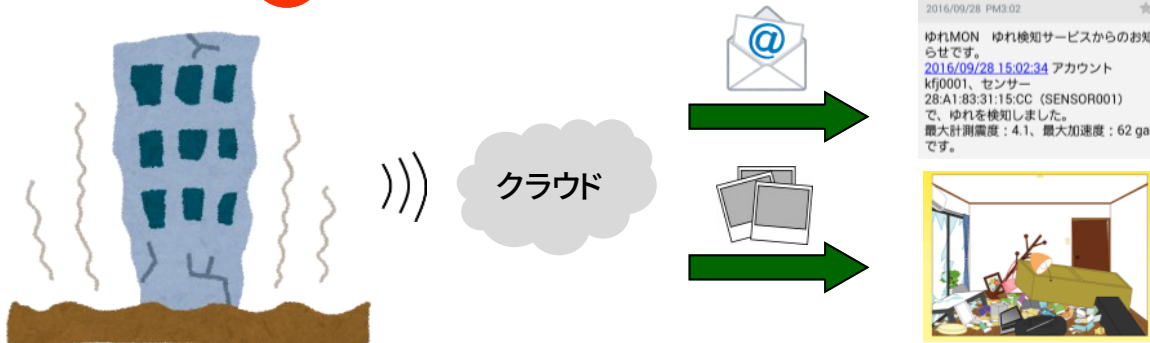 クラウド
@
2016/09/28 PM3:02
ゆれMON ゆれ検知サービスからのお知
らせです。
2016/09/28 15:02:34 アカウント
kfj0001、センサー
28:A1:83:31:15:CC（SENSOR001）
で、ゆれを検知しました。
最大計測震度：4.1、最大加速度：62 ga
です。